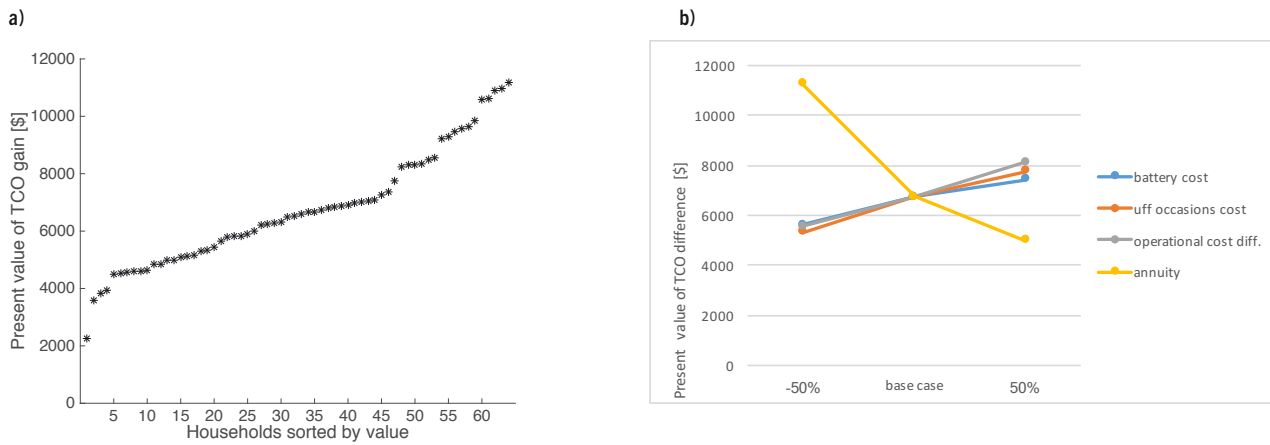 a)
Present value of TCO gain [$]
12000
10000
8000
6000
4000
2000
0
5 10 15 20 25 30 35 40 45 50 55 60
Households sorted by value
b)
Present value of TCO difference [$]
12000
10000
8000
6000
4000
2000
0
-50% base case 50%
battery cost
uff occasions cost
operational cost diff.
annuity